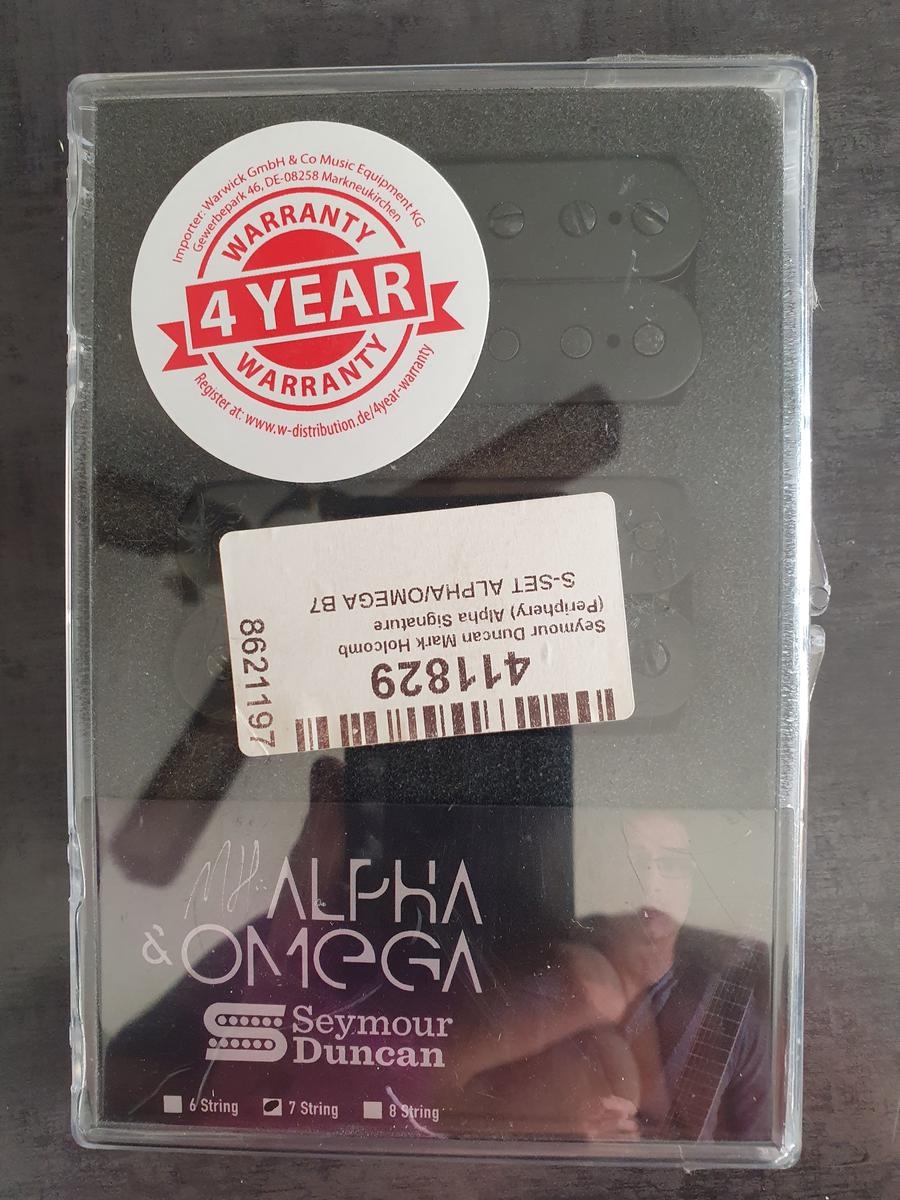 Importer: Warwick GmbH & Co Music Equipment KG
Gewerbepark 46, DE-08258 Markneukirchen
WARRANTY
4 YEAR
WARRANTY
Register at: www.w-distribution.de/4year-warranty
411829
Seymour Duncan Mark Holcomb
(Periphery) Alpha Signature
S-SET ALPHA/OMEGA B7
8621197
MH
ALPHA
& OMEGA
Seymour
Duncan
6 String 7 String 8 String